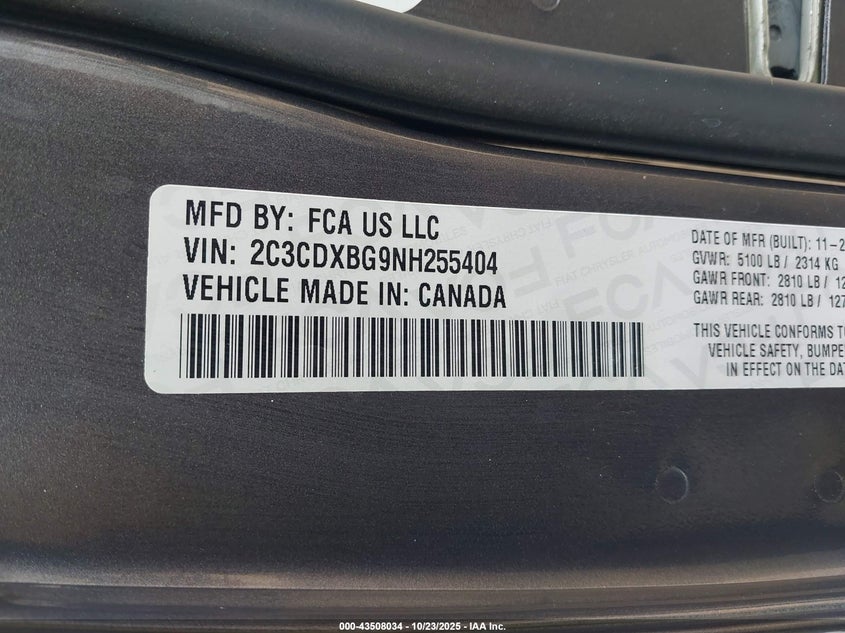 MFD BY: FCA US LLC
VIN: 2C3CDXBG9NH255404
VEHICLE MADE IN: CANADA
DATE OF MFR (BUILT): 11-2
GVWR: 5100 LB / 2314 KG
GAWR FRONT: 2810 LB / 12
GAWR REAR: 2810 LB / 127
THIS VEHICLE CONFORMS TO
VEHICLE SAFETY, BUMPE
IN EFFECT ON THE DAT
000-43508034 - 10/23/2025 - IAA Inc.